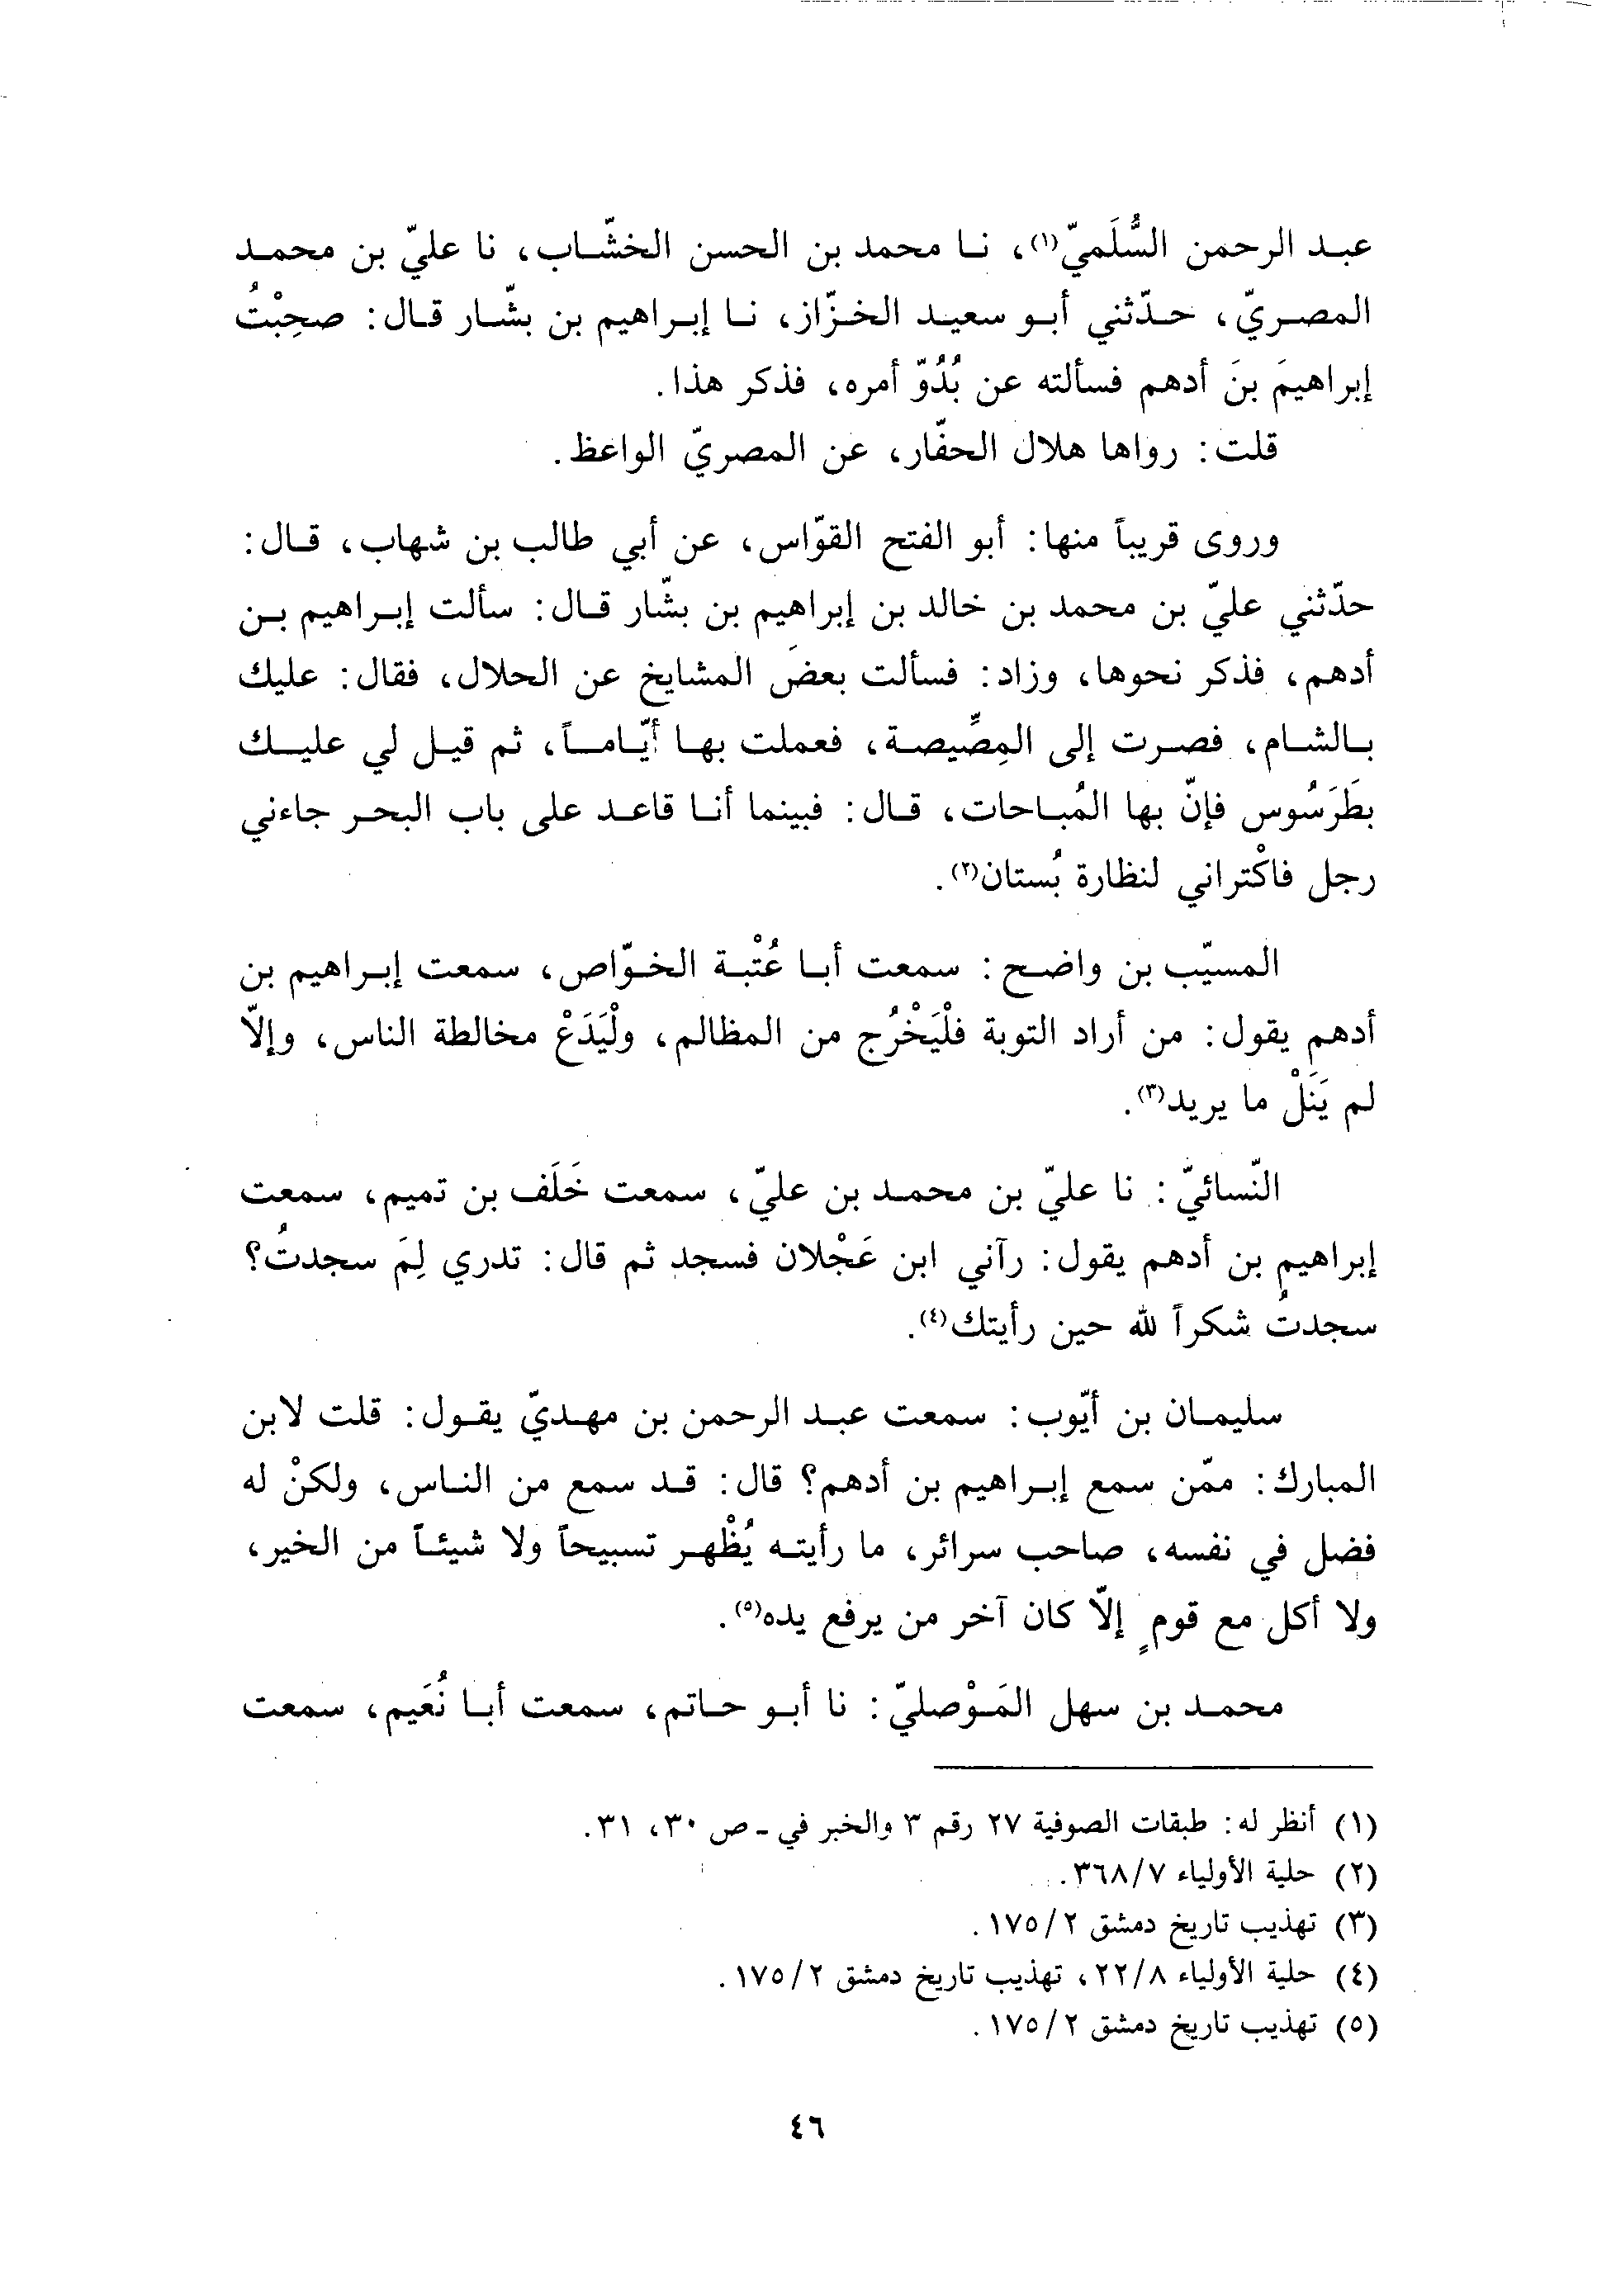 عبد الرحمن السُّلَميّ(١)، نا محمد بن الحسن الخشّاب، نا عليّ بن محمد
المصريّ، حدّثني أبو سعيد الخزّاز، نا إبراهيم بن بشّار قال: صحِبْتُ
إبراهيمَ بنَ أدهم فسألته عن بُدُوّ أمره، فذكر هذا.
قلت: رواها هلال الحفّار، عن المصريّ الواعظ.
وروى قريباً منها: أبو الفتح القوّاس، عن أبي طالب بن شهاب، قال:
حدّثني عليّ بن محمد بن خالد بن إبراهيم بن بشّار قال: سألت إبراهيم بن
أدهم، فذكر نحوها، وزاد: فسألت بعضَ المشايخ عن الحلال، فقال: عليك
بالشام، فصرت إلى المِصِّيصة، فعملت بها أيّاماً، ثم قيل لي عليك
بطَرَسُوس فإنّ بها المُباحات، قال: فبينما أنا قاعد على باب البحر جاءني
رجل فاكْتراني لنظارة بُستان(٢).
المسيّب بن واضح: سمعت أبا عُتْبة الخوّاص، سمعت إبراهيم بن
أدهم يقول: من أراد التوبة فلْيَخْرُج من المظالم، ولْيَدَعْ مخالطة الناس، وإلاّ
لم يَنَلْ ما يريد(٣).
النّسائيّ: نا عليّ بن محمد بن عليّ، سمعت خَلَف بن تميم، سمعت
إبراهيم بن أدهم يقول: رآني ابن عَجْلان فسجد ثم قال: تدري لِمَ سجدتُ؟
سجدتُ شكراً لله حين رأيتك(٤).
سليمان بن أيّوب: سمعت عبد الرحمن بن مهديّ يقول: قلت لابن
المبارك: ممّن سمع إبراهيم بن أدهم؟ قال: قد سمع من الناس، ولكنْ له
فضل في نفسه، صاحب سرائر، ما رأيته يُظْهر تسبيحاً ولا شيئاً من الخير،
ولا أكل مع قومٍ إلاّ كان آخر من يرفع يده(٥).
محمد بن سهل المَوْصليّ: نا أبو حاتم، سمعت أبا نُعَيم، سمعت
(١) أنظر له: طبقات الصوفية ٢٧ رقم ٣ والخبر في - ص ٣٠، ٣١.
(٢) حلية الأولياء ٣٦٨/٧.
(٣) تهذيب تاريخ دمشق ١٧٥/٢.
(٤) حلية الأولياء ٢٢/٨، تهذيب تاريخ دمشق ١٧٥/٢.
(٥) تهذيب تاريخ دمشق ١٧٥/٢.
٤٦